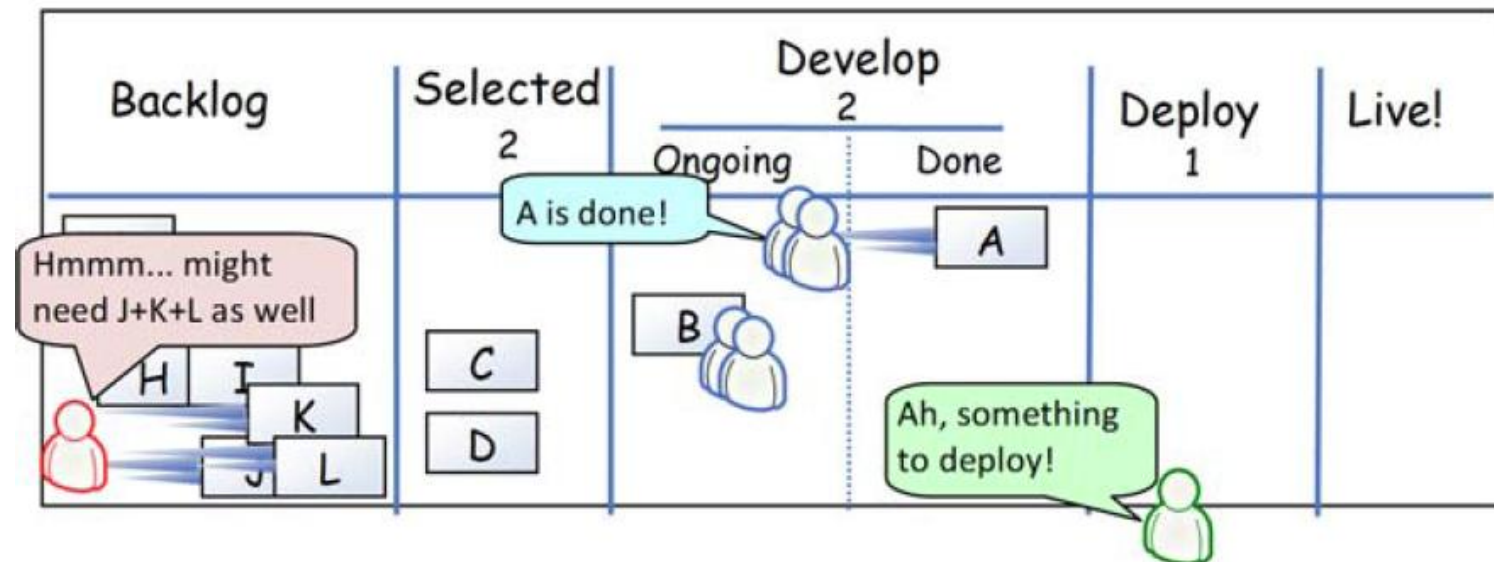 Backlog
Selected
2
Develop
2
Ongoing
Done
Deploy
1
Live!
A is done!
A
Hmmm... might
need J+K+L as well
B
H
I
C
K
D
L
Ah, something
to deploy!